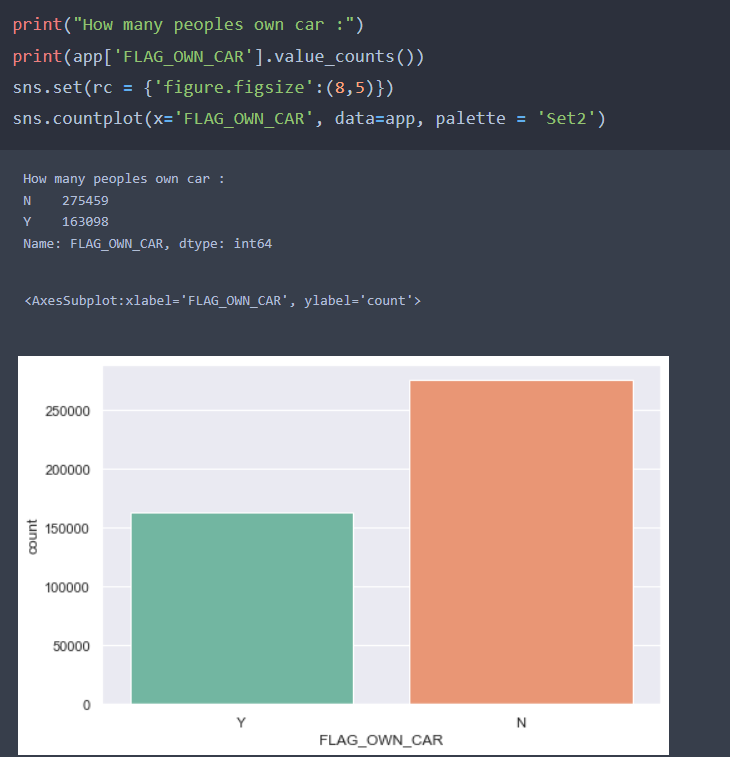 print("How many peoples own car :")
print(app['FLAG_OWN_CAR'].value_counts())
sns.set(rc = {'figure.figsize':(8,5)})
sns.countplot(x='FLAG_OWN_CAR', data=app, palette = 'Set2')
How many peoples own car :
N    275459
Y    163098
Name: FLAG_OWN_CAR, dtype: int64
<AxesSubplot:xlabel='FLAG_OWN_CAR', ylabel='count'>
250000
200000
150000
100000
50000
0
count
Y N
FLAG_OWN_CAR